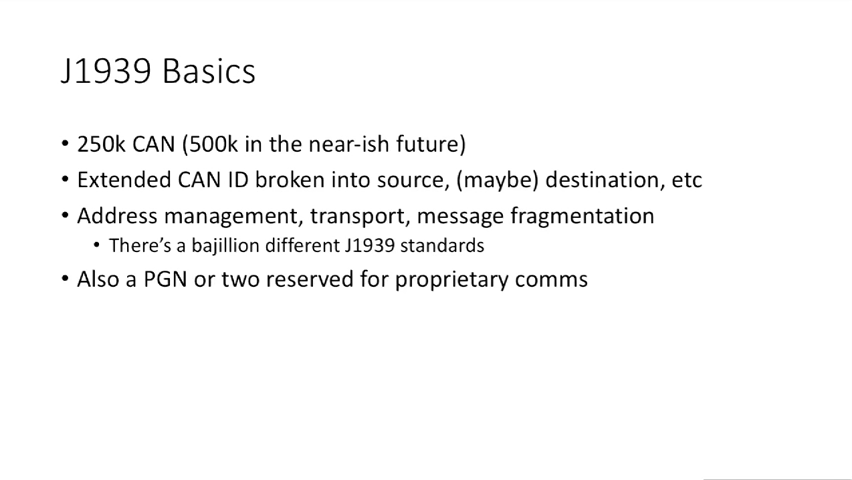 J1939 Basics
• 250k CAN (500k in the near-ish future)
• Extended CAN ID broken into source, (maybe) destination, etc
• Address management, transport, message fragmentation
• There’s a bajillion different J1939 standards
• Also a PGN or two reserved for proprietary comms